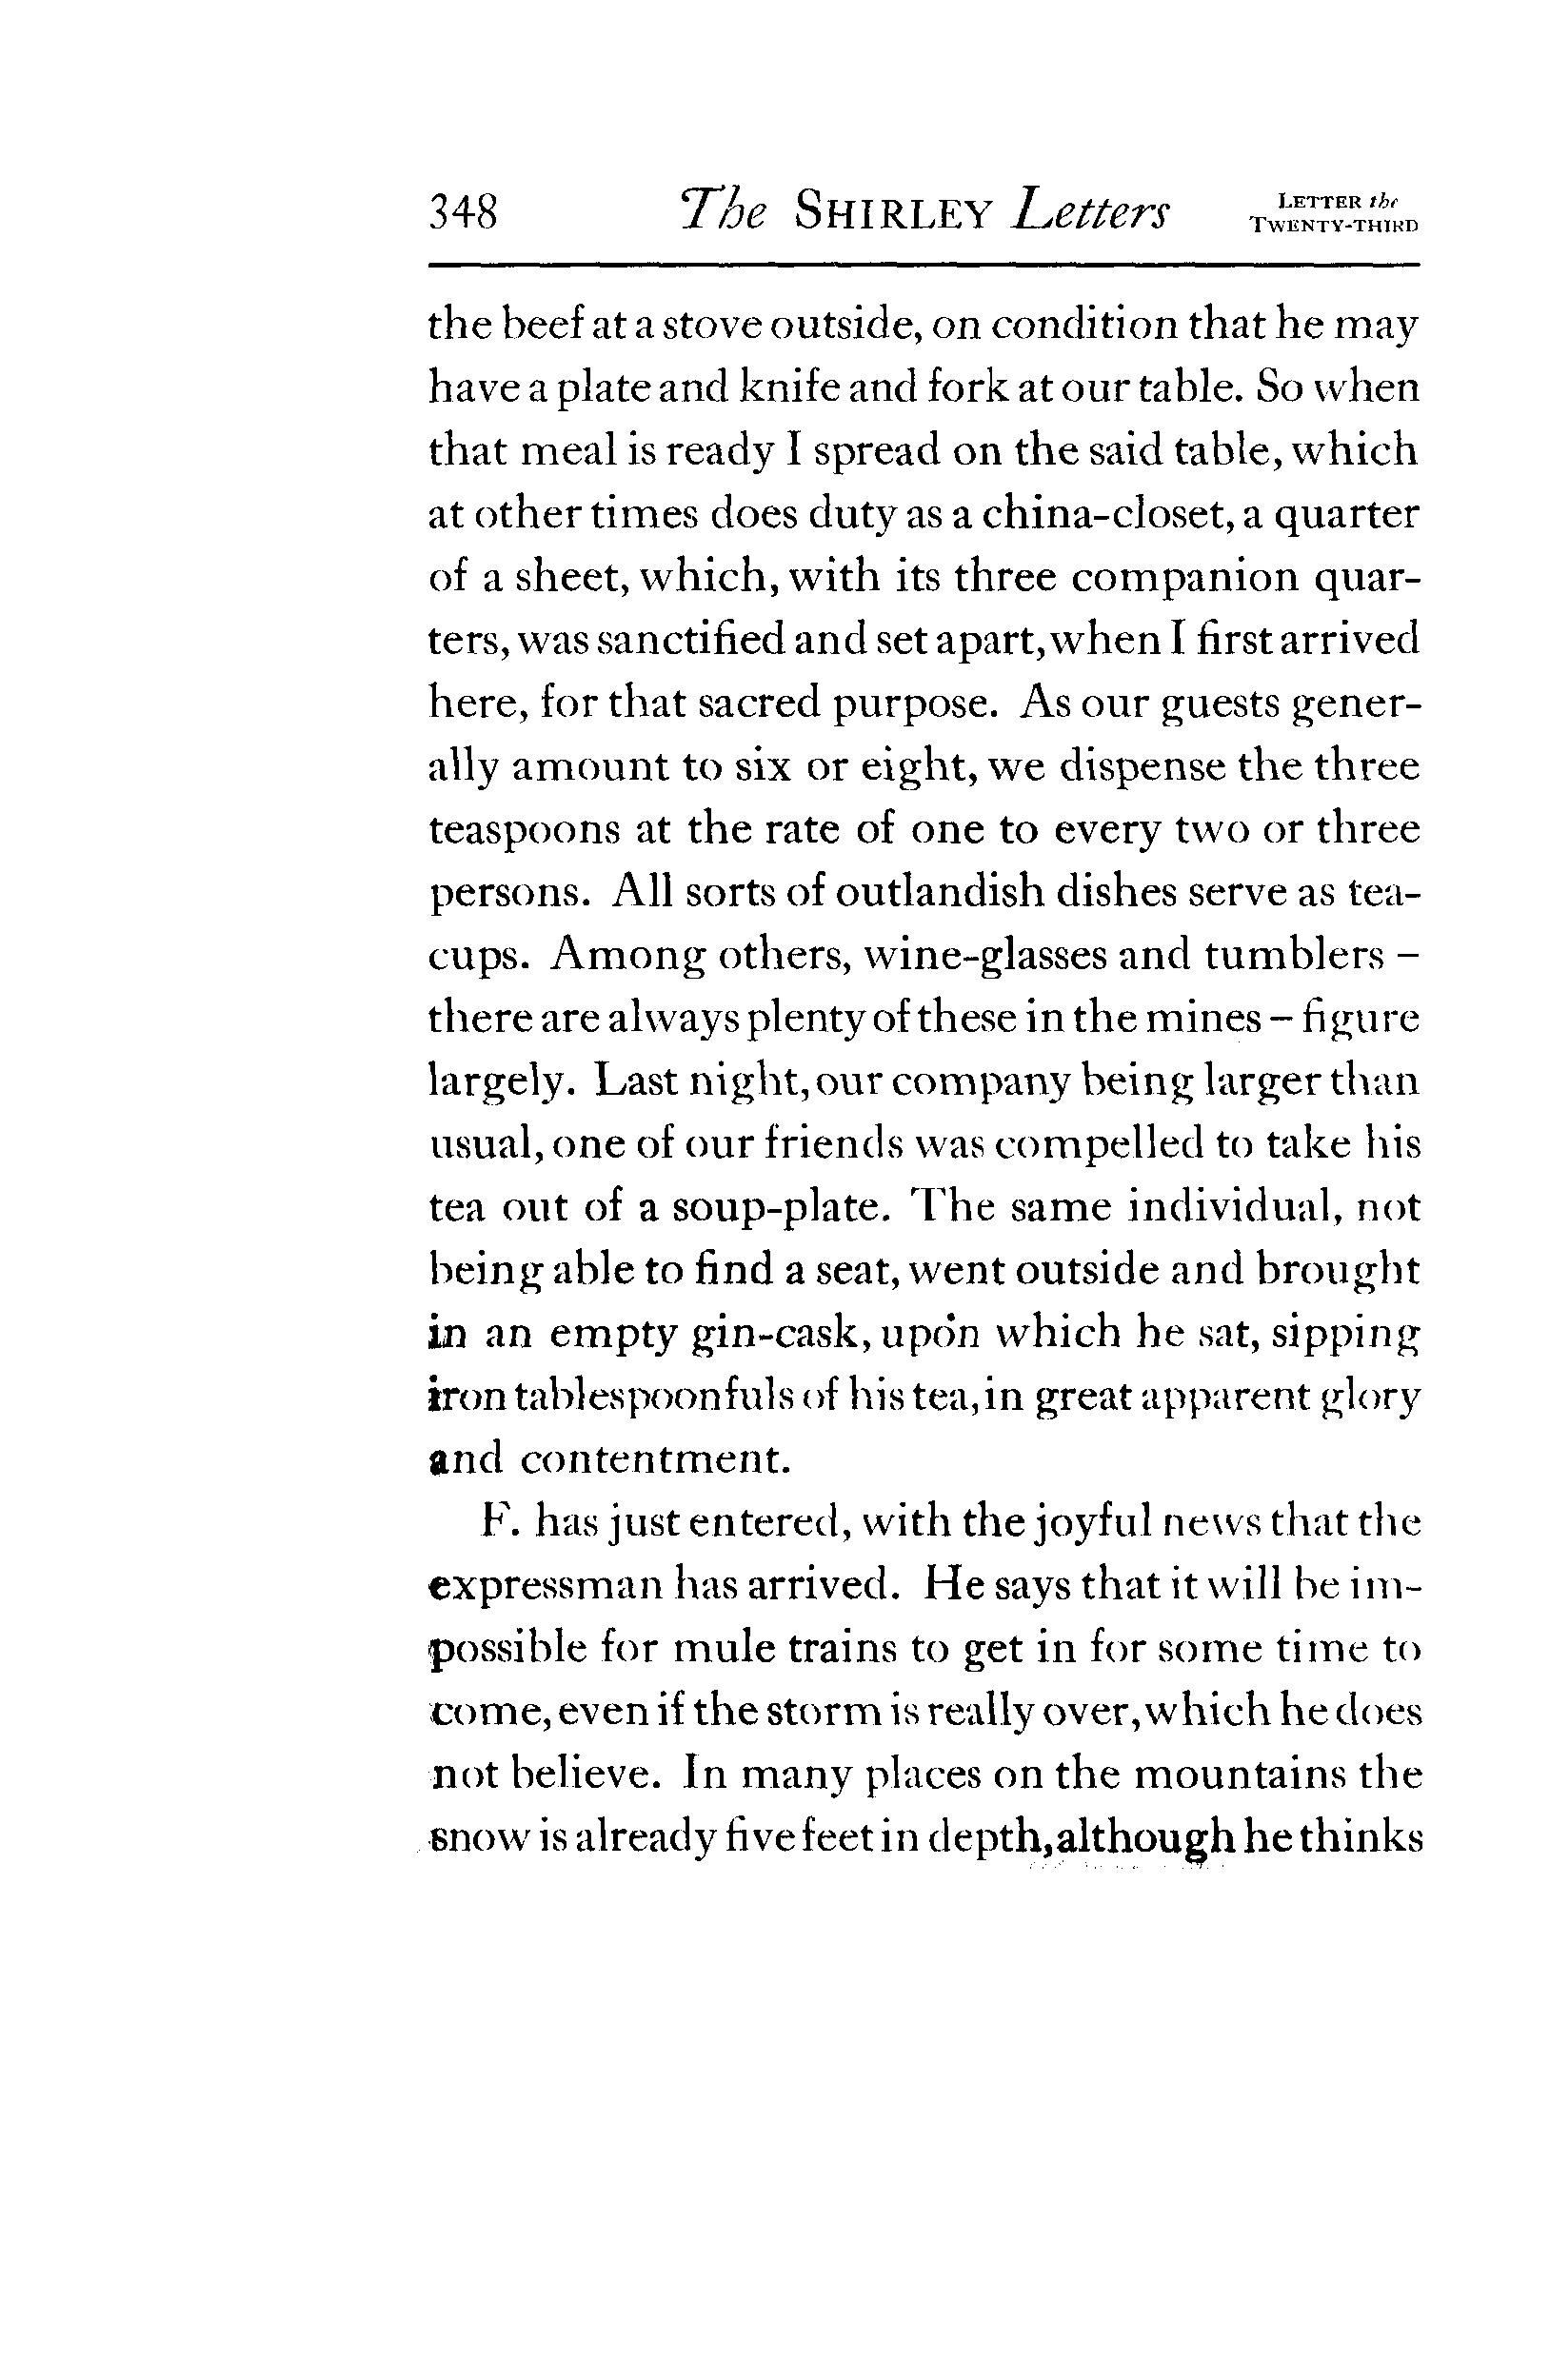 348 The SHIRLEY Letters LETTER the TWENTY-THIRD
the beef at a stove outside, on condition that he may
have a plate and knife and fork at our table. So when
that meal is ready I spread on the said table, which
at other times does duty as a china-closet, a quarter
of a sheet, which, with its three companion quar-
ters, was sanctified and set apart, when I first arrived
here, for that sacred purpose. As our guests gener-
ally amount to six or eight, we dispense the three
teaspoons at the rate of one to every two or three
persons. All sorts of outlandish dishes serve as tea-
cups. Among others, wine-glasses and tumblers –
there are always plenty of these in the mines – figure
largely. Last night, our company being larger than
usual, one of our friends was compelled to take his
tea out of a soup-plate. The same individual, not
being able to find a seat, went outside and brought
in an empty gin-cask, upon which he sat, sipping
iron tablespoonfuls of his tea, in great apparent glory
and contentment.
F. has just entered, with the joyful news that the
expressman has arrived. He says that it will be im-
possible for mule trains to get in for some time to
come, even if the storm is really over, which he does
not believe. In many places on the mountains the
snow is already five feet in depth, although he thinks